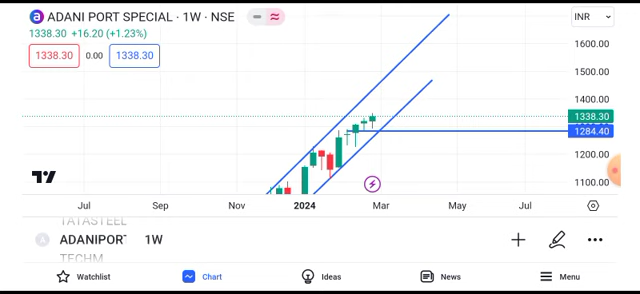 a ADANI PORT SPECIAL · 1W · NSE
INR
1338.30 +16.20 (+1.23%)
1338.30 0.00 1338.30
1600.00
1500.00
1400.00
1338.30
1284.40
1200.00
1100.00
Jul Sep Nov 2024 Mar May Jul
TATASTEEL
A ADANIPORT 1W
TECHM
Watchlist Chart Ideas News Menu